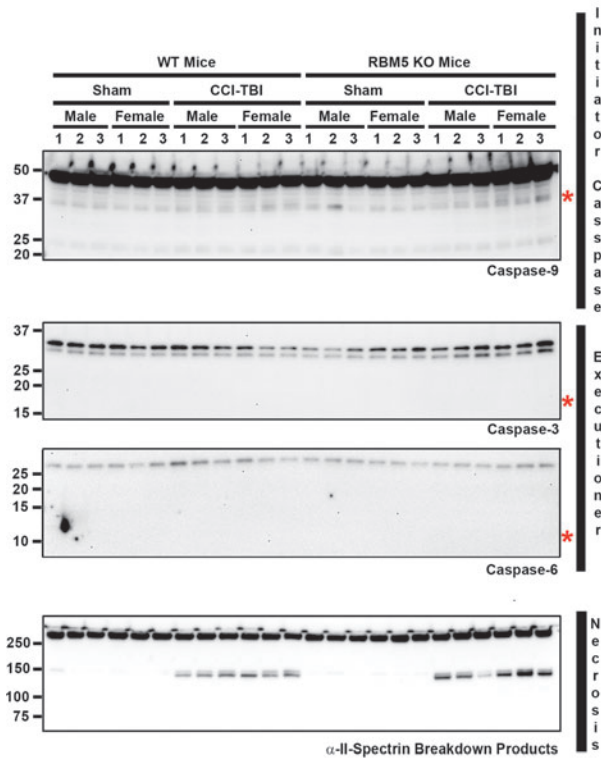 WT Mice RBM5 KO Mice
Sham CCI-TBI Sham CCI-TBI
Male Female Male Female Male Female Male Female
1 2 3 1 2 3 1 2 3 1 2 3 1 2 3 1 2 3 1 2 3 1 2 3
50
37
25
20
*
Caspase-9
Initiator Casspase
37
25
20
15
*
Caspase-3
25
20
15
10
*
Caspase-6
Executioner
250
150
100
75
α-II-Spectrin Breakdown Products
Necrosis